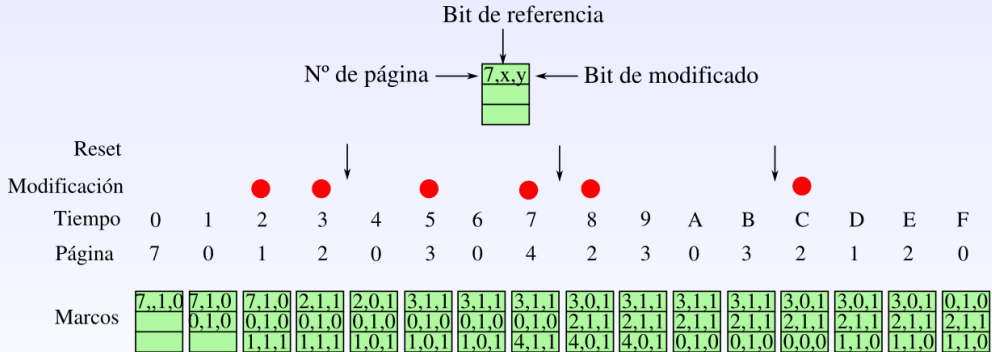 Bit de referencia
Nº de página 7,x,y Bit de modificado
Reset
Modificación
Tiempo 0 1 2 3 4 5 6 7 8 9 A B C D E F
Página 7 0 1 2 0 3 0 4 2 3 0 3 2 1 2 0
7,,1,0 7,1,0 7,1,0 2,1,1 2,0,1 3,1,1 3,1,1 3,1,1 3,0,1 3,1,1 3,1,1 3,1,1 3,0,1 3,0,1 3,0,1 0,1,0
Marcos 0,1,0 0,1,0 0,1,0 0,1,0 0,1,0 0,1,0 0,1,0 2,1,1 2,1,1 2,1,1 2,1,1 2,1,1 2,1,1 2,1,1 2,1,1
1,1,1 1,1,1 1,0,1 1,0,1 1,0,1 4,1,1 4,0,1 4,0,1 0,1,0 0,1,0 0,0,0 1,1,0 1,1,0 1,1,0